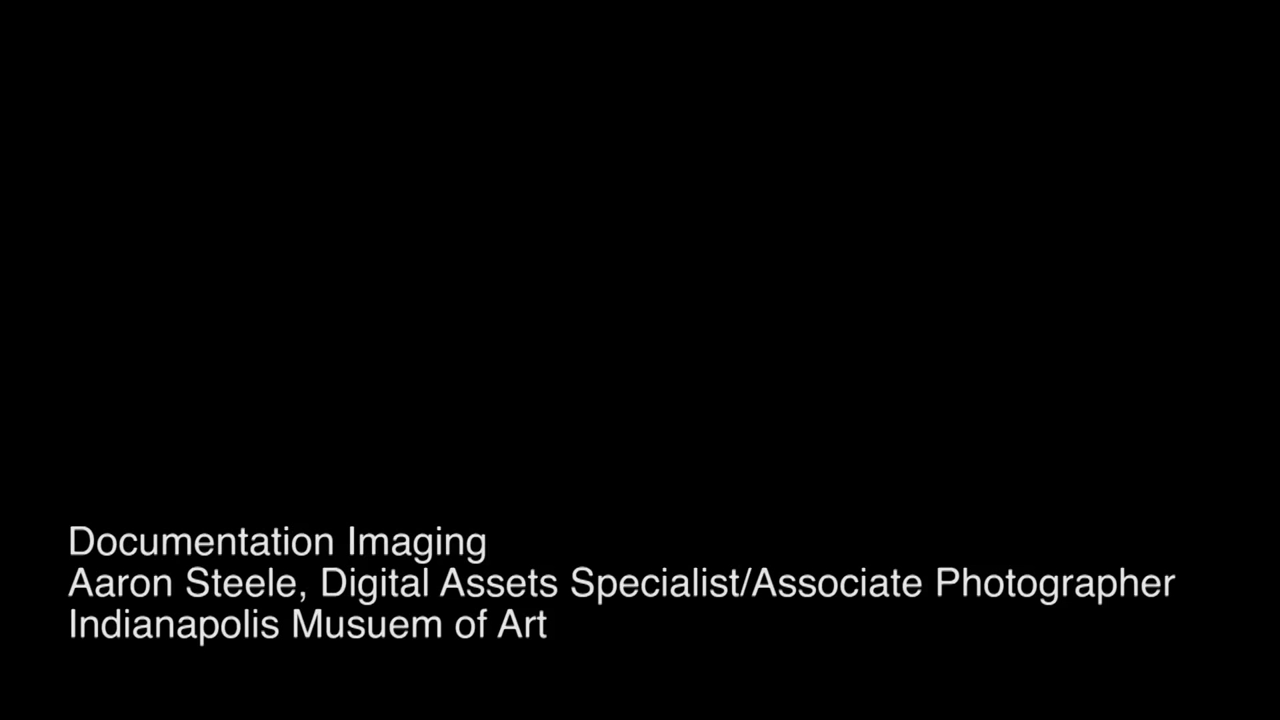 Documentation Imaging
Aaron Steele, Digital Assets Specialist/Associate Photographer
Indianapolis Musuem of Art